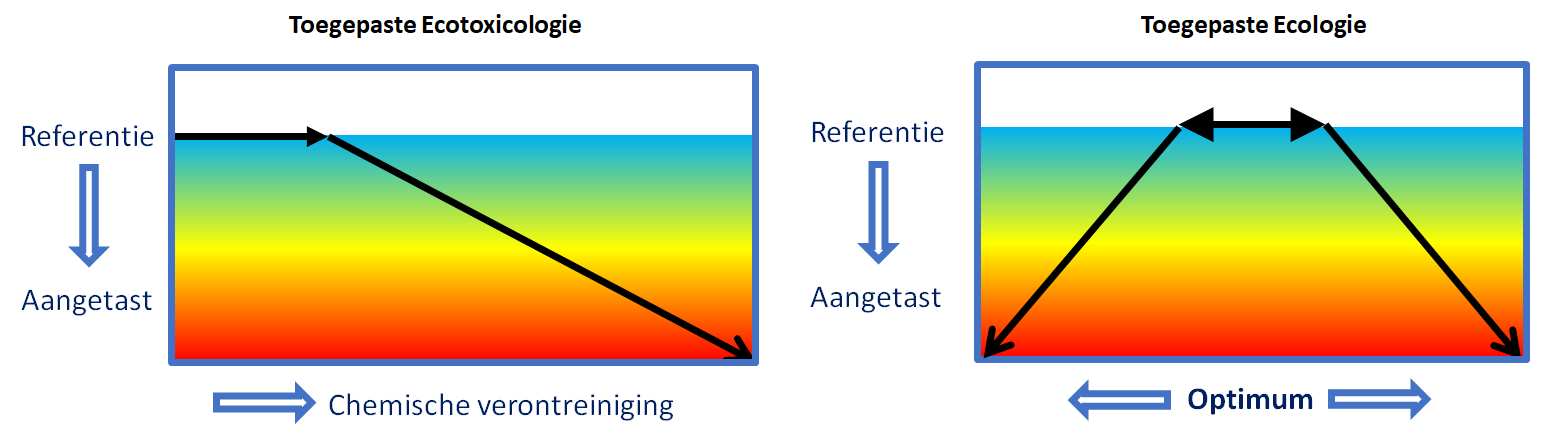 Toegepaste Ecotoxicologie
Referentie
Aangetast
Chemische verontreiniging
Toegepaste Ecologie
Referentie
Aangetast
Optimum